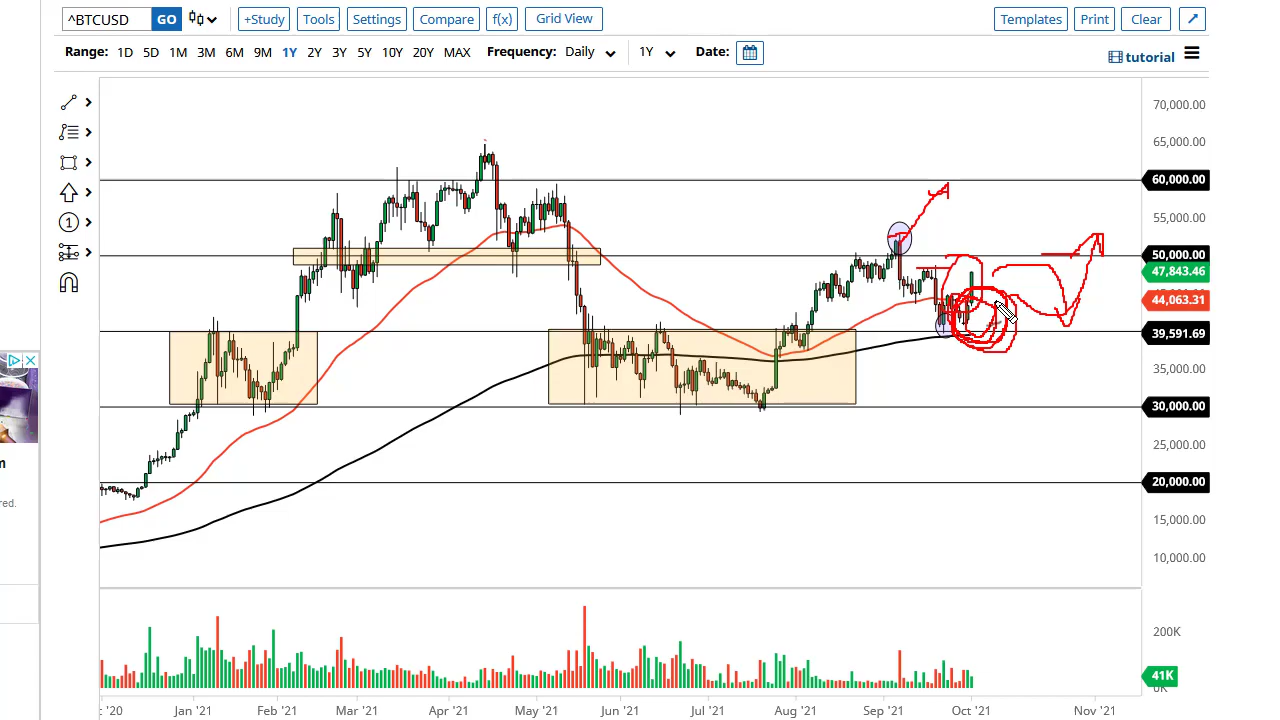 ^BTCUSD GO +Study Tools Settings Compare f(x) Grid View Templates Print Clear
Range: 1D 5D 1M 3M 6M 9M 1Y 2Y 3Y 5Y 10Y 20Y MAX Frequency: Daily 1Y Date: tutorial
70,000.00
65,000.00
60,000.00
55,000.00
50,000.00
47,843.46
44,063.31
39,591.69
35,000.00
30,000.00
25,000.00
20,000.00
15,000.00
10,000.00
1
m
red.
200K
41K
0K
Jan '21 Feb '21 Mar '21 Apr '21 May '21 Jun '21 Jul '21 Aug '21 Sep '21 Oct '21 Nov '21